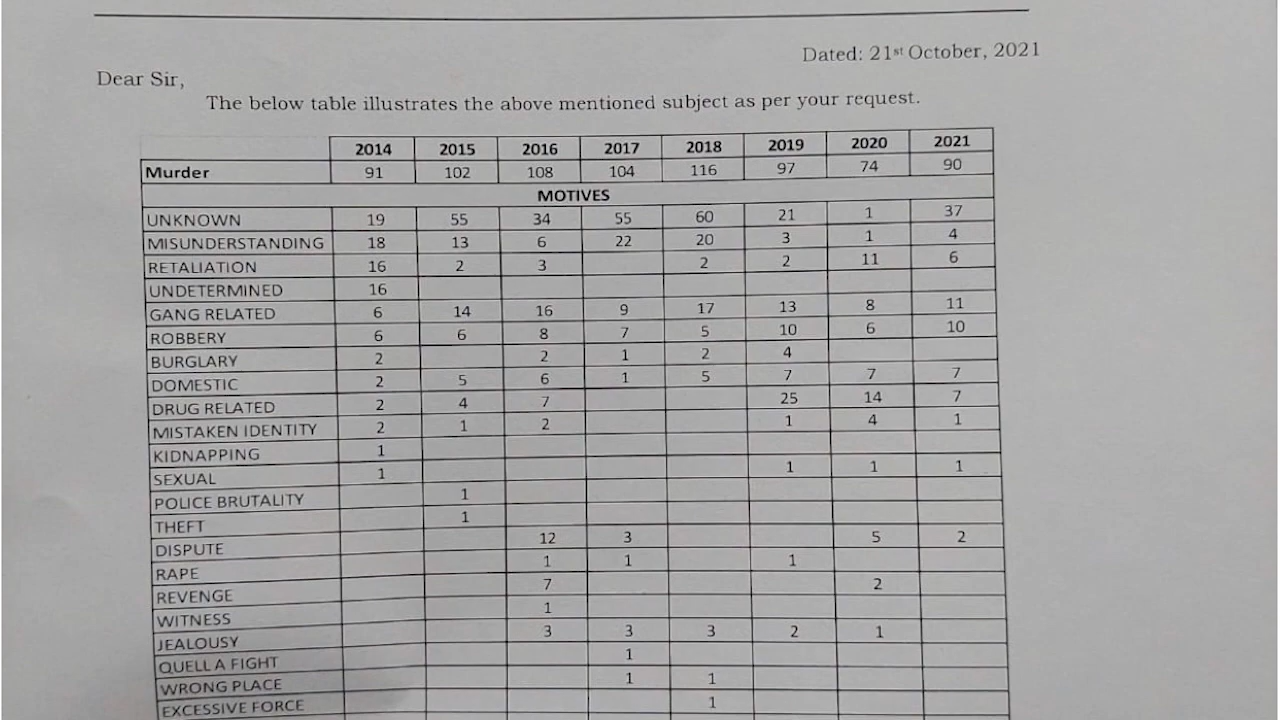 Dated: 21st October, 2021
Dear Sir,
The below table illustrates the above mentioned subject as per your request.
2014 2015 2016 2017 2018 2019 2020 2021
Murder 91 102 108 104 116 97 74 90
MOTIVES
UNKNOWN 19 55 34 55 60 21 1 37
MISUNDERSTANDING 18 13 6 22 20 3 1 4
RETALIATION 16 2 3 2 2 11 6
UNDETERMINED 16
GANG RELATED 6 14 16 9 17 13 8 11
ROBBERY 6 6 8 7 5 10 6 10
BURGLARY 2 2 1 2 4
DOMESTIC 2 5 6 1 5 7 7 7
DRUG RELATED 2 4 7 25 14 7
MISTAKEN IDENTITY 2 1 2 1 4 1
KIDNAPPING 1
SEXUAL 1 1 1 1
POLICE BRUTALITY 1
THEFT 1
DISPUTE 12 3 5 2
RAPE 1 1 1
REVENGE 7 2
WITNESS 1
JEALOUSY 3 3 3 2 1
QUELL A FIGHT 1
WRONG PLACE 1 1
EXCESSIVE FORCE 1